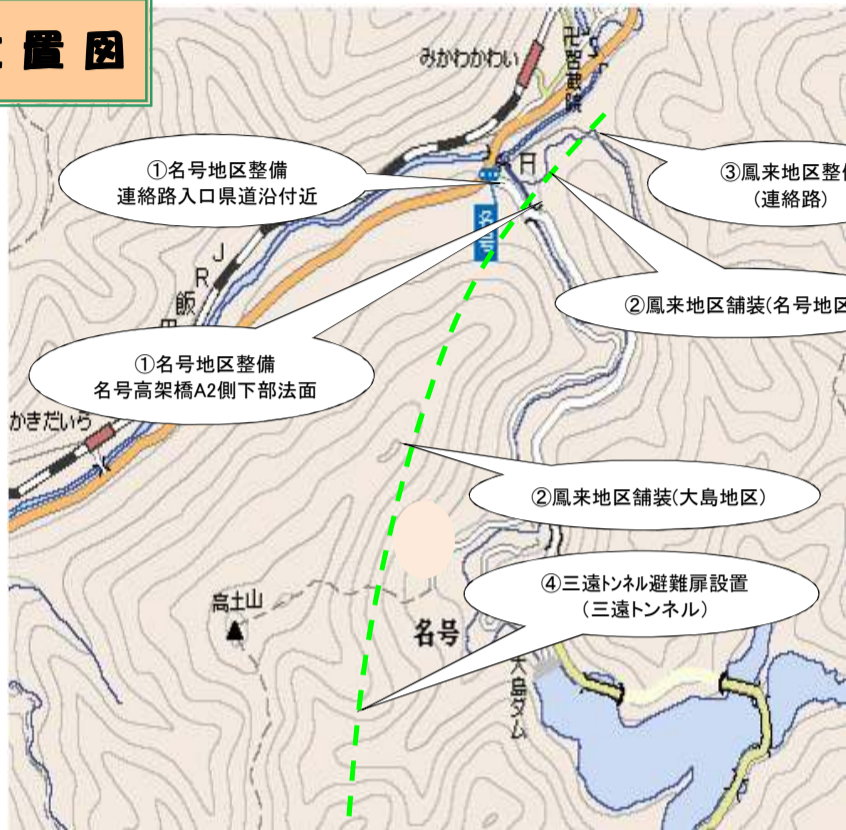 置図
みかわかわい
①名号地区整備
連絡路入口県道沿付近
③鳳来地区整備
(連絡路)
JR飯田
②鳳来地区舗装(名号地区
①名号地区整備
名号高架橋A2側下部法面
かきだいら
②鳳来地区舗装(大島地区)
④三遠トンネル避難扉設置
(三遠トンネル)
高土山
名号
大島ダム